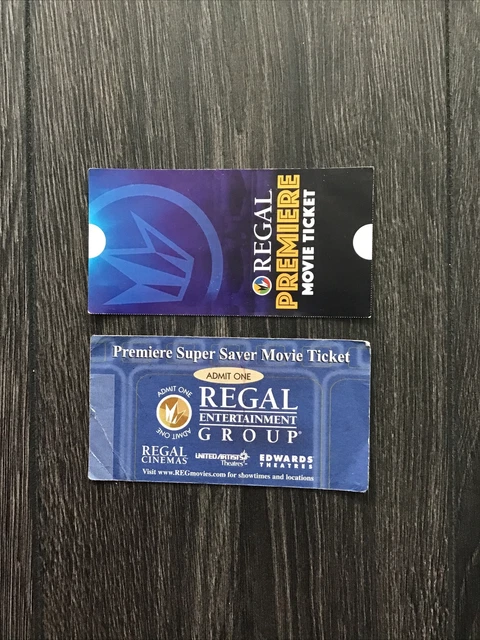 REGAL
PREMIERE
MOVIE TICKET
Premiere Super Saver Movie Ticket
ADMIT ONE
ADMIT ONE
ADMIT ONE
REGAL
ENTERTAINMENT
GROUP
REGAL
CINEMAS
UNITED ARTISTS
Theatres
EDWARDS
THEATRES
Visit www.REGmovies.com for showtimes and locations